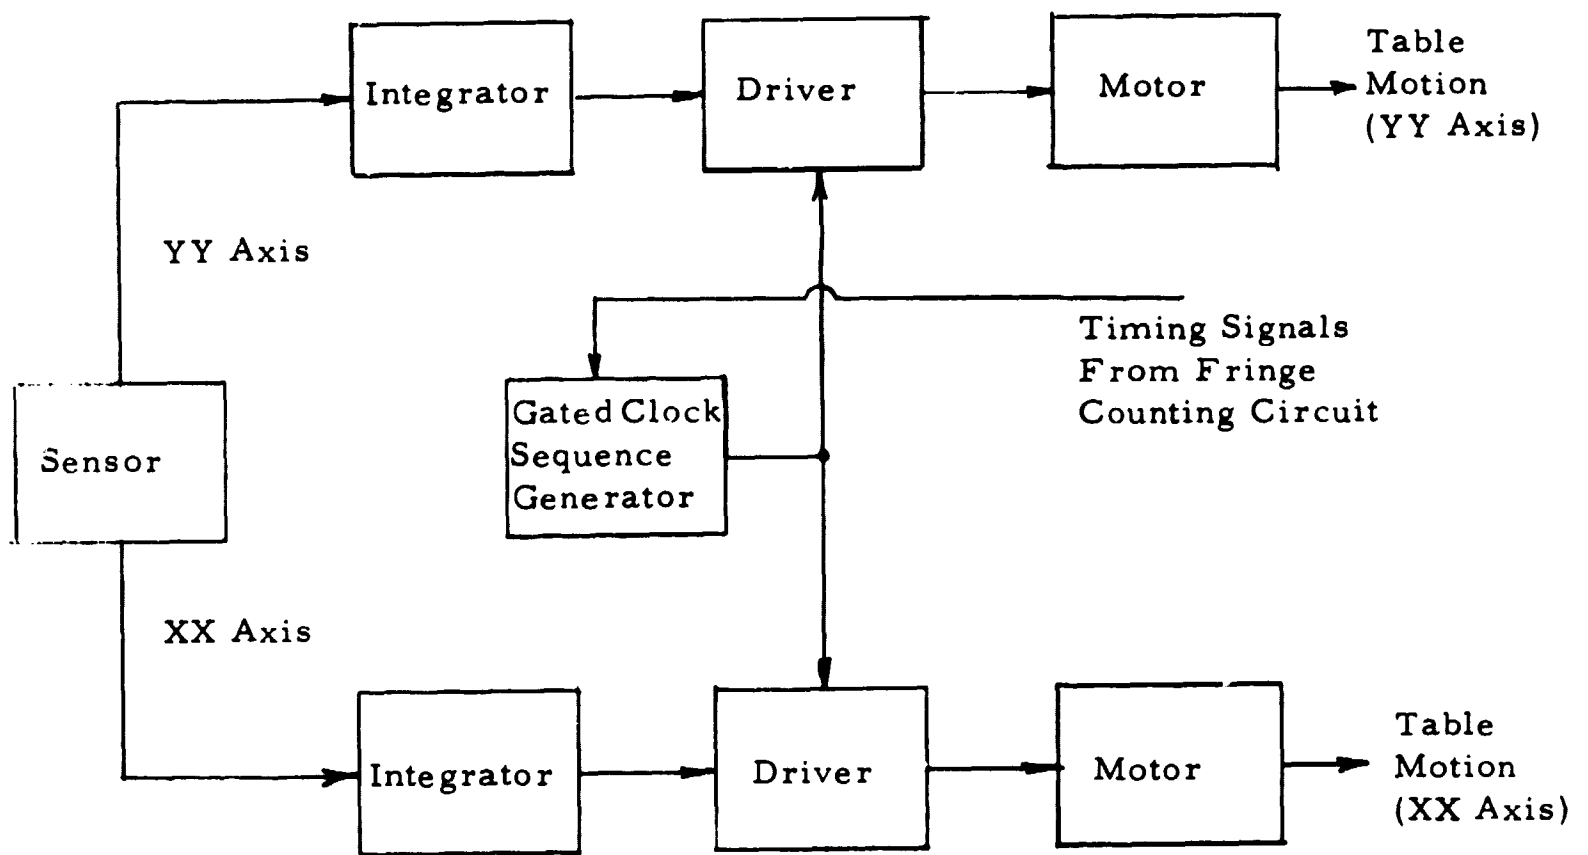 Integrator
Driver
Motor
Table
Motion
(YY Axis)
YY Axis
Timing Signals
From Fringe
Counting Circuit
Gated Clock
Sequence
Generator
Sensor
XX Axis
Integrator
Driver
Motor
Table
Motion
(XX Axis)